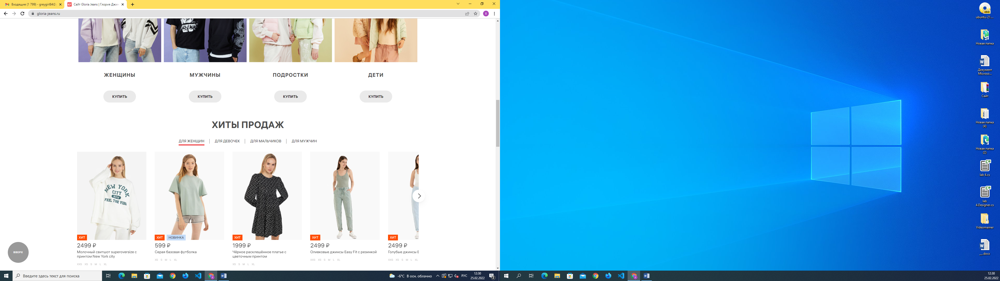 Входящие (1 799) - greygirl84@
Сайт Gloria Jeans | Глория Джин
gloria-jeans.ru
X
ЖЕНЩИНЫ
МУЖЧИНЫ
ПОДРОСТКИ
ДЕТИ
КУПИТЬ
КУПИТЬ
КУПИТЬ
КУПИТЬ
ХИТЫ ПРОДАЖ
ДЛЯ ЖЕНЩИН
ДЛЯ ДЕВОЧЕК
ДЛЯ МАЛЬЧИКОВ
ДЛЯ МУЖЧИН
NEW YORK
CITY
NOW
FEEL THE VIBE
ХИТ
ХИТ
НОВИНКА
ХИТ
ХИТ
ХИТ
2499 ₽
599 ₽
1999 ₽
2499 ₽
2499 ₽
Молочный свитшот superoversize с
принтом New York city
Серая базовая футболка
Чёрное расклешённое платье с
цветочным принтом
Оливковые джинсы Easy Fit с резинкой
Голубые джинсы E
XXS XS S M L XL
XS S M L XL
XS S M L XL
XXS XS S M L XL
XXS XS S M L XL
ВВЕРХ
Введите здесь текст для поиска
-6°C В осн. облачно
РУС
12:30
25.02.2022
2
ISO
ubuntu-21....
Новая папка
Документ
Microso...
Сайт
Новая папка
(4)
Новая папка
(2)
C#
lab 4.cs
C#
lab
4.Designer.cs
Videomainer
,,,,.docx
12:30
25.02.2022